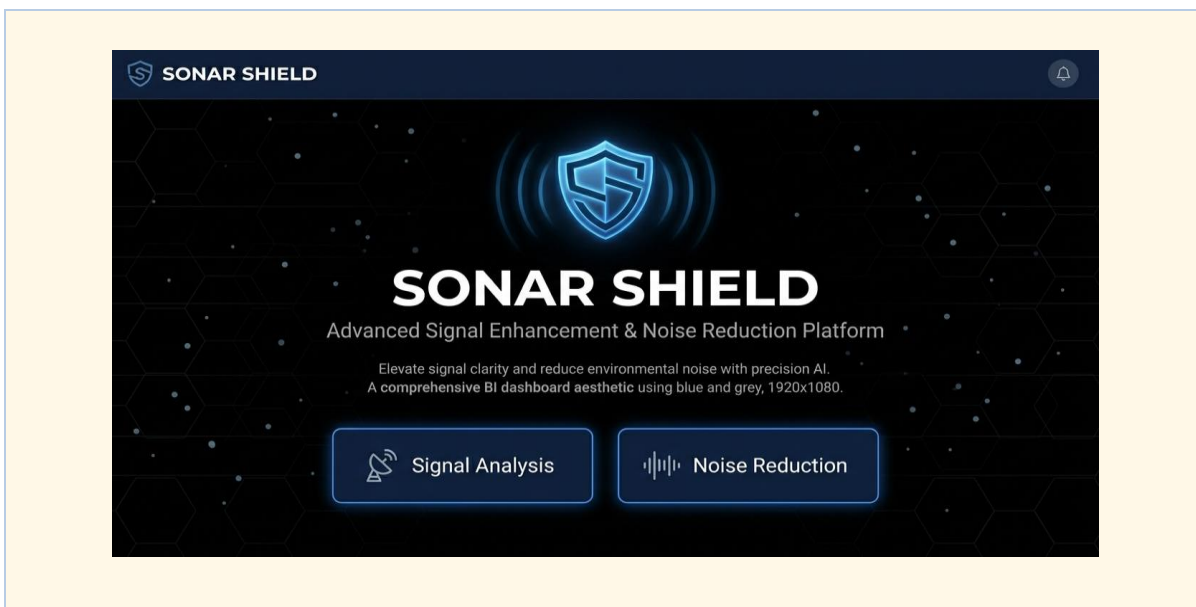 SONAR SHIELD
SONAR SHIELD
Advanced Signal Enhancement & Noise Reduction Platform
Elevate signal clarity and reduce environmental noise with precision AI.
A comprehensive BI dashboard aesthetic using blue and grey, 1920x1080.
Signal Analysis
Noise Reduction